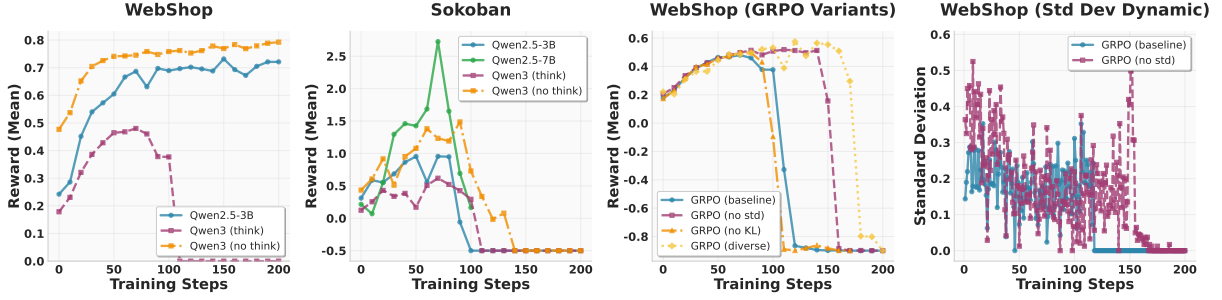 WebShop
Reward (Mean)
0.8
0.7
0.6
0.5
0.4
0.3
0.2
0.1
0.0
Qwen2.5-3B
Qwen3 (think)
Qwen3 (no think)
0 50 100 150 200
Training Steps
Sokoban
Reward (Mean)
2.5
2.0
1.5
1.0
0.5
0.0
-0.5
Qwen2.5-3B
Qwen2.5-7B
Qwen3 (think)
Qwen3 (no think)
0 50 100 150 200
Training Steps
WebShop (GRPO Variants)
Reward (Mean)
0.6
0.4
0.2
0.0
-0.2
-0.4
-0.6
-0.8
GRPO (baseline)
GRPO (no std)
GRPO (no KL)
GRPO (diverse)
0 50 100 150 200
Training Steps
WebShop (Std Dev Dynamic)
Standard Deviation
0.6
0.5
0.4
0.3
0.2
0.1
0.0
GRPO (baseline)
GRPO (no std)
0 50 100 150 200
Training Steps